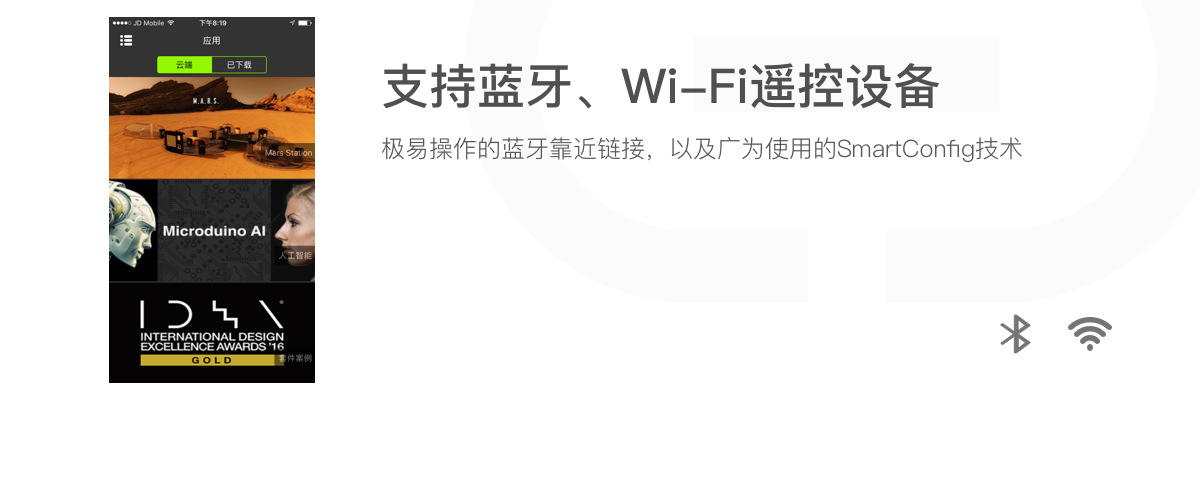 JD Mobile 下午8:19
应用
云端 已下载
M.A.R.S.
Mars Station
Microduino AI
人工智能
IDEA
INTERNATIONAL DESIGN
EXCELLENCE AWARDS '16
GOLD
套件案例
支持蓝牙、Wi-Fi遥控设备
极易操作的蓝牙靠近链接，以及广为使用的SmartConfig技术